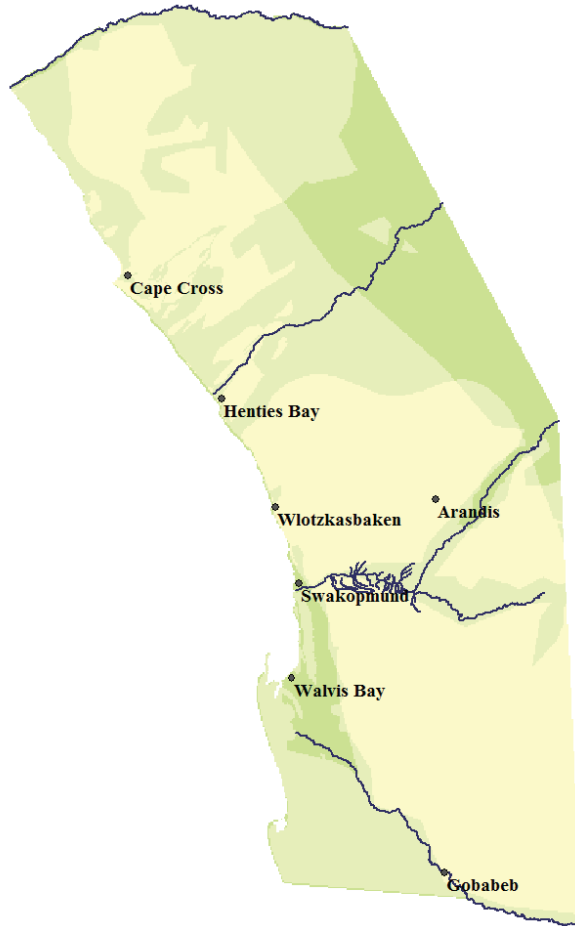 Cape Cross
Henties Bay
Wlotzkasbaken
Arandis
Swakopmund
Walvis Bay
Gobabeb